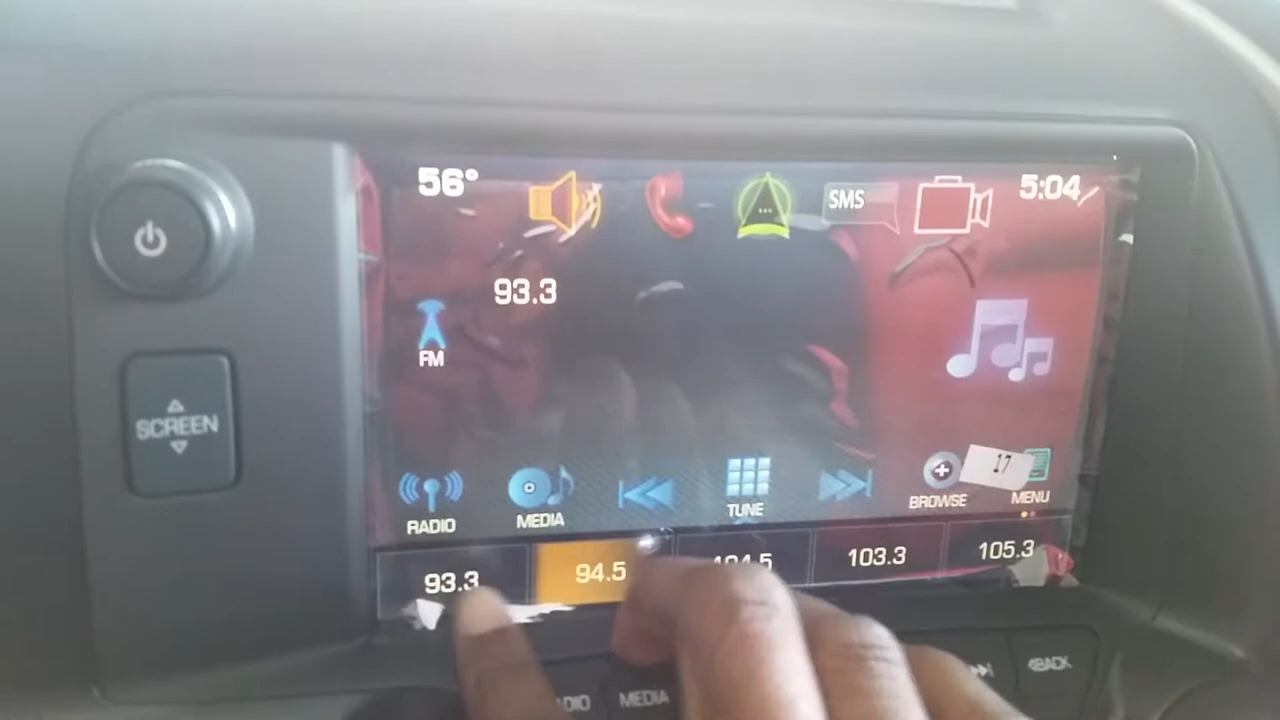 56°
SMS
5:04
93.3
FM
SCREEN
RADIO
MEDIA
TUNE
BROWSE
17
MENU
93.3
94.5
103.3
105.3
MEDIA
BACK